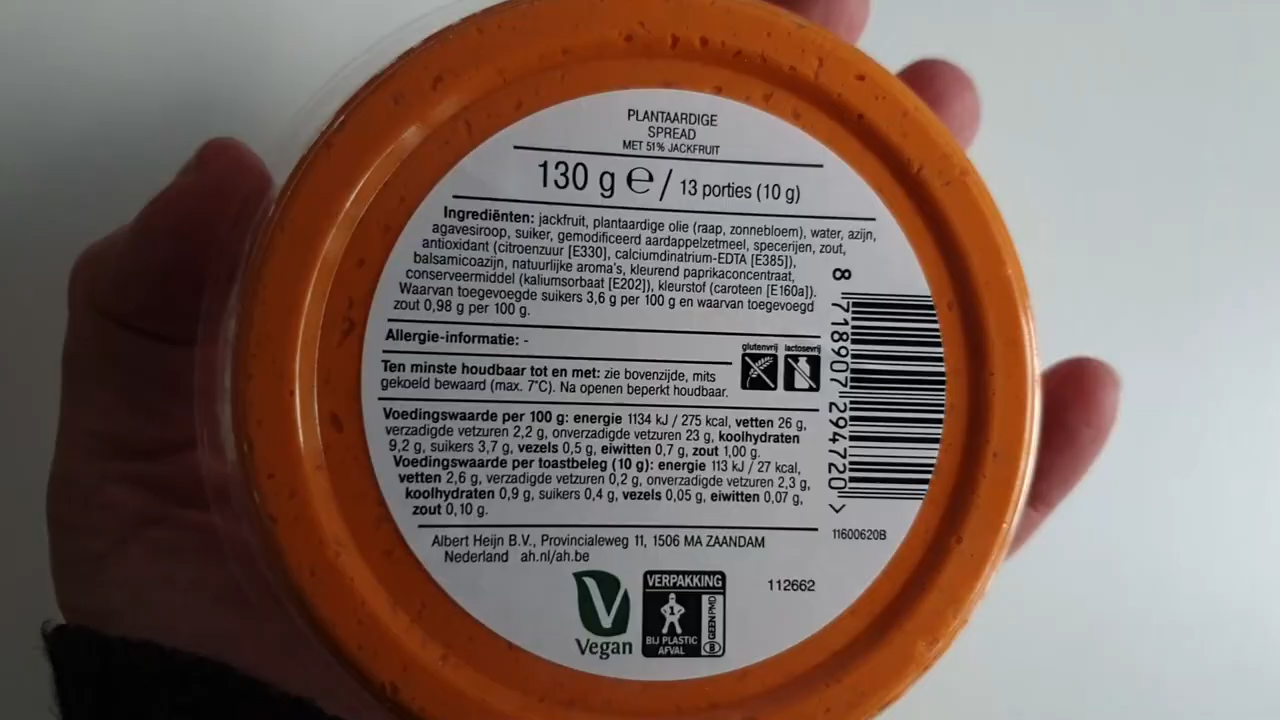 PLANTAARDIGE
SPREAD
MET 51% JACKFRUIT
130 g ℮ / 13 porties (10 g)
Ingrediënten: jackfruit, plantaardige olie (raap, zonnebloem), water, azijn,
agavesiroop, suiker, gemodificeerd aardappelzetmeel, specerijen, zout,
antioxidant (citroenzuur [E330], calciumdinatrium-EDTA [E385]),
balsamicoazijn, natuurlijke aroma's, kleurend paprikaconcentraat,
conserveermiddel (kaliumsorbaat [E202]), kleurstof (caroteen [E160a]).
Waarvan toegevoegde suikers 3,6 g per 100 g en waarvan toegevoegd
zout 0,98 g per 100 g.
Allergie-informatie: -
glutenvrij lactosevrij
Ten minste houdbaar tot en met: zie bovenzijde, mits
gekoeld bewaard (max. 7°C). Na openen beperkt houdbaar.
Voedingswaarde per 100 g: energie 1134 kJ / 275 kcal, vetten 26 g,
verzadigde vetzuren 2,2 g, onverzadigde vetzuren 23 g, koolhydraten
9,2 g, suikers 3,7 g, vezels 0,5 g, eiwitten 0,7 g, zout 1,00 g.
Voedingswaarde per toastbeleg (10 g): energie 113 kJ / 27 kcal,
vetten 2,6 g, verzadigde vetzuren 0,2 g, onverzadigde vetzuren 2,3 g,
koolhydraten 0,9 g, suikers 0,4 g, vezels 0,05 g, eiwitten 0,07 g,
zout 0,10 g.
8 718907 294720 >
11600620B
Albert Heijn B.V., Provincialeweg 11, 1506 MA ZAANDAM
Nederland ah.nl/ah.be
112662
V
Vegan
VERPAKKING
1
BIJ PLASTIC
AFVAL
B GEEN PMD